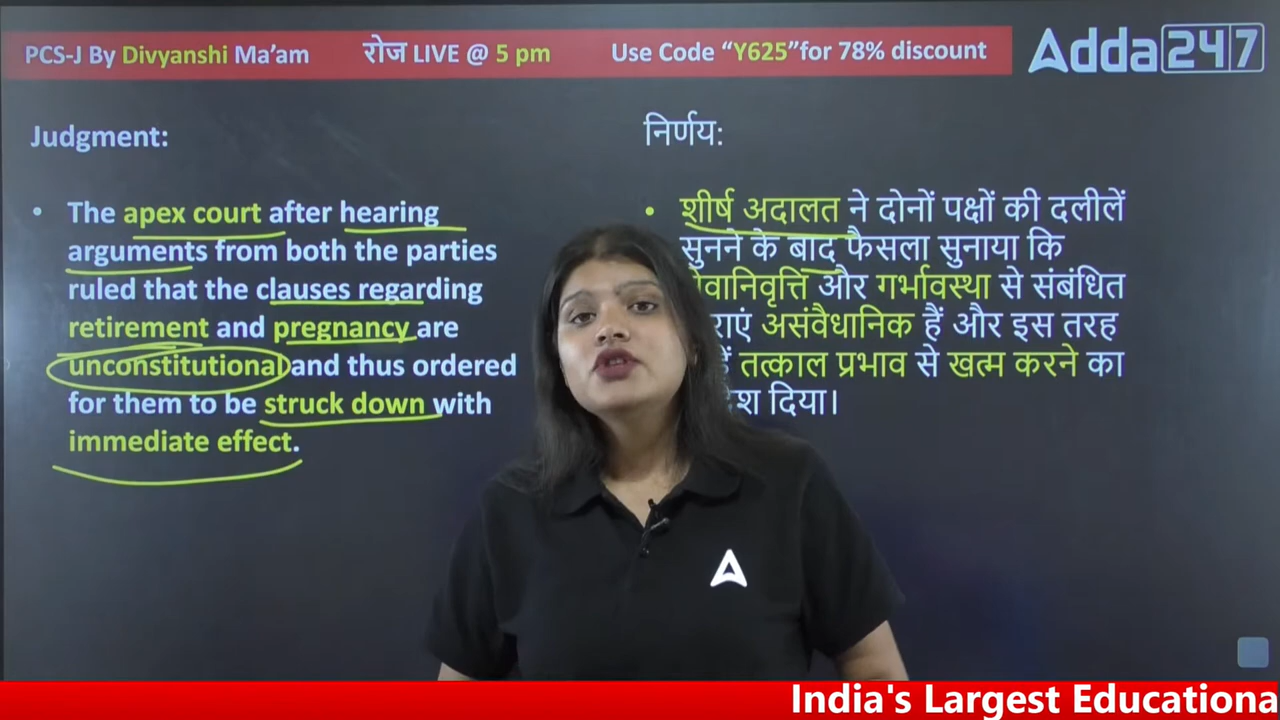 PCS-J By Divyanshi Ma’am रोज LIVE @ 5 pm Use Code “Y625”for 78% discount
Adda247
Judgment:
• The apex court after hearing
arguments from both the parties
ruled that the clauses regarding
retirement and pregnancy are
unconstitutional and thus ordered
for them to be struck down with
immediate effect.
निर्णय:
• शीर्ष अदालत ने दोनों पक्षों की दलीलें
सुनने के बाद फैसला सुनाया कि
और गर्भावस्था से संबंधित
असंवैधानिक हैं और इस तरह
तत्काल प्रभाव से खत्म करने का
दिया।
India's Largest Educationa